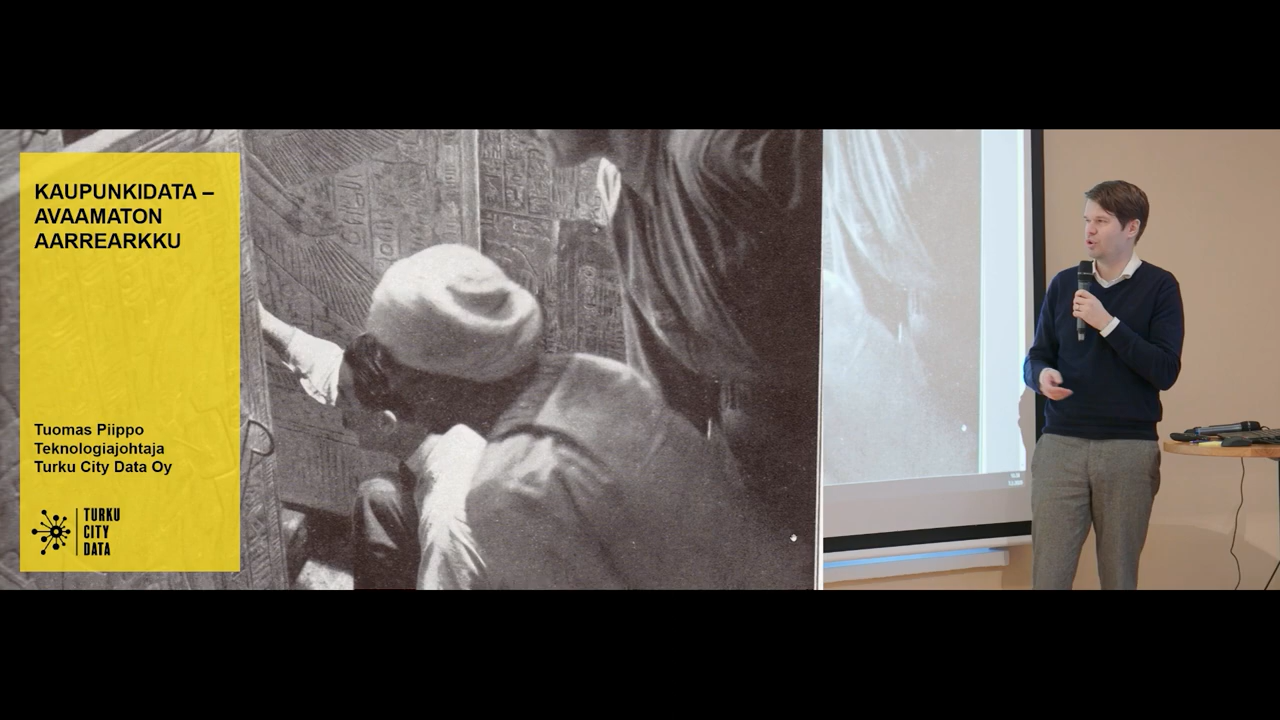 KAUPUNKIDATA –
AVAAMATON
AARREARKKU
Tuomas Piippo
Teknologiajohtaja
Turku City Data Oy
TURKU
CITY
DATA